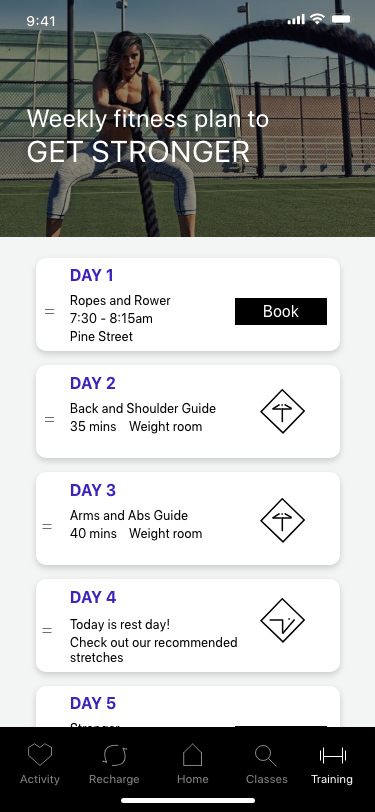 9:41
Weekly fitness plan to
GET STRONGER
DAY 1
Ropes and Rower
7:30 - 8:15am
Pine Street
Book
DAY 2
Back and Shoulder Guide
35 mins Weight room
DAY 3
Arms and Abs Guide
40 mins Weight room
DAY 4
Today is rest day!
Check out our recommended
stretches
DAY 5
Activity
Recharge
Home
Classes
Training